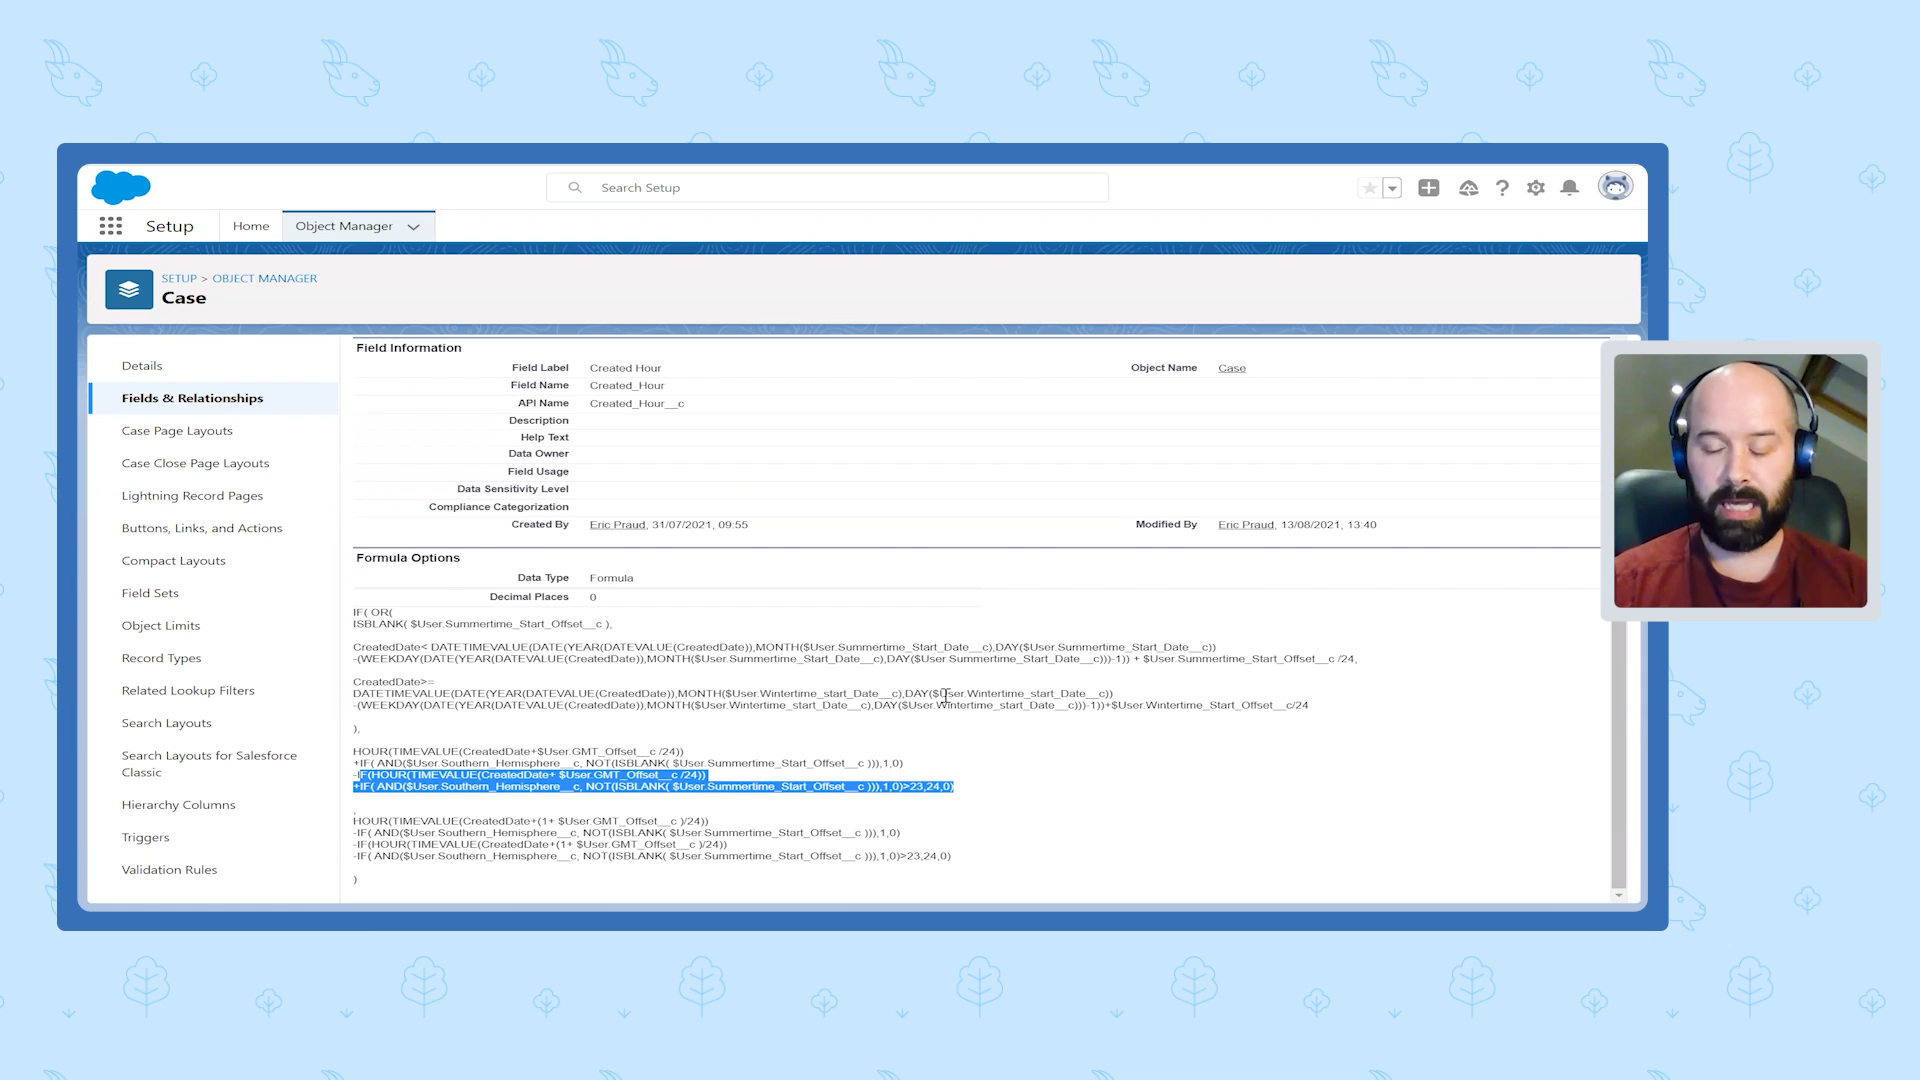 Search Setup
Setup
Home
Object Manager
SETUP > OBJECT MANAGER
Case
Details
Fields & Relationships
Case Page Layouts
Case Close Page Layouts
Lightning Record Pages
Buttons, Links, and Actions
Compact Layouts
Field Sets
Object Limits
Record Types
Related Lookup Filters
Search Layouts
Search Layouts for Salesforce
Classic
Hierarchy Columns
Triggers
Validation Rules
Field Information
Field Label Created Hour Object Name Case
Field Name Created_Hour
API Name Created_Hour__c
Description
Help Text
Data Owner
Field Usage
Data Sensitivity Level
Compliance Categorization
Created By Eric Praud, 31/07/2021, 09:55 Modified By Eric Praud, 13/08/2021, 13:40
Formula Options
Data Type Formula
Decimal Places 0
IF( OR(
ISBLANK( $User.Summertime_Start_Offset__c ),
CreatedDate< DATETIMEVALUE(DATE(YEAR(DATEVALUE(CreatedDate)),MONTH($User.Summertime_Start_Date__c),DAY($User.Summertime_Start_Date__c))
-(WEEKDAY(DATE(YEAR(DATEVALUE(CreatedDate)),MONTH($User.Summertime_Start_Date__c),DAY($User.Summertime_Start_Date__c)))-1)) + $User.Summertime_Start_Offset__c /24,
CreatedDate>=
DATETIMEVALUE(DATE(YEAR(DATEVALUE(CreatedDate)),MONTH($User.Wintertime_start_Date__c),DAY($User.Wintertime_start_Date__c))
-(WEEKDAY(DATE(YEAR(DATEVALUE(CreatedDate)),MONTH($User.Wintertime_start_Date__c),DAY($User.Wintertime_start_Date__c)))-1))+$User.Wintertime_Start_Offset__c/24
),
HOUR(TIMEVALUE(CreatedDate+$User.GMT_Offset__c /24))
+IF( AND($User.Southern_Hemisphere__c, NOT(ISBLANK( $User.Summertime_Start_Offset__c ))),1,0)
-IF(HOUR(TIMEVALUE(CreatedDate+ $User.GMT_Offset__c /24))
+IF( AND($User.Southern_Hemisphere__c, NOT(ISBLANK( $User.Summertime_Start_Offset__c ))),1,0)>23,24,0)
,
HOUR(TIMEVALUE(CreatedDate+(1+ $User.GMT_Offset__c )/24))
-IF( AND($User.Southern_Hemisphere__c, NOT(ISBLANK( $User.Summertime_Start_Offset__c ))),1,0)
-IF(HOUR(TIMEVALUE(CreatedDate+(1+ $User.GMT_Offset__c )/24))
-IF( AND($User.Southern_Hemisphere__c, NOT(ISBLANK( $User.Summertime_Start_Offset__c ))),1,0)>23,24,0)
)